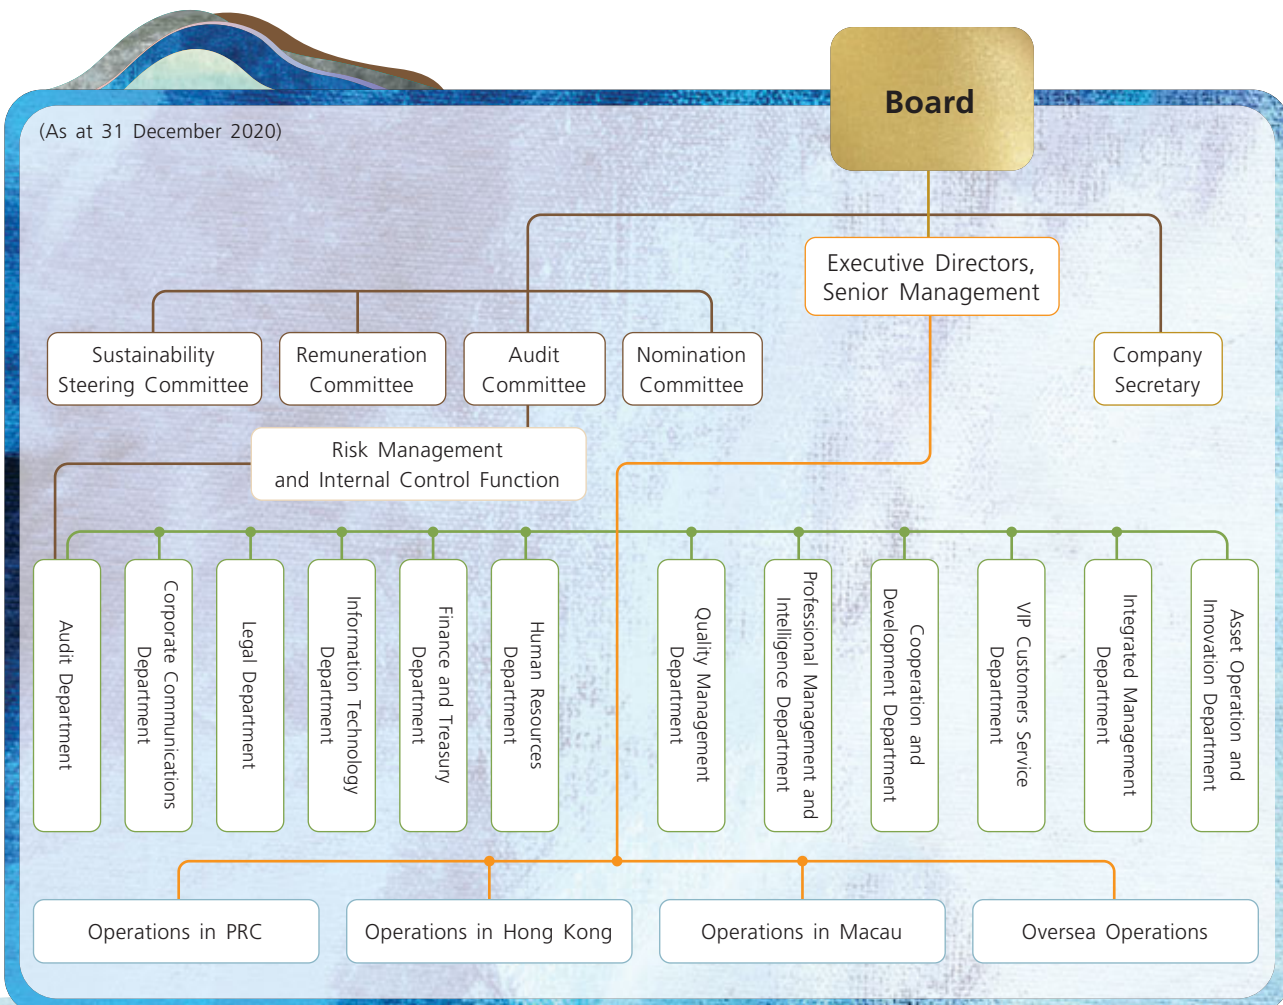 Board
(As at 31 December 2020)
Executive Directors,
Senior Management
Sustainability
Steering Committee
Remuneration
Committee
Audit
Committee
Nomination
Committee
Company
Secretary
Risk Management
and Internal Control Function
Audit Department
Corporate Communications
Department
Legal Department
Information Technology
Department
Finance and Treasury
Department
Human Resources
Department
Quality Management
Department
Professional Management and
Intelligence Department
Cooperation and
Development Department
VIP Customers Service
Department
Integrated Management
Department
Asset Operation and
Innovation Department
Operations in PRC
Operations in Hong Kong
Operations in Macau
Oversea Operations